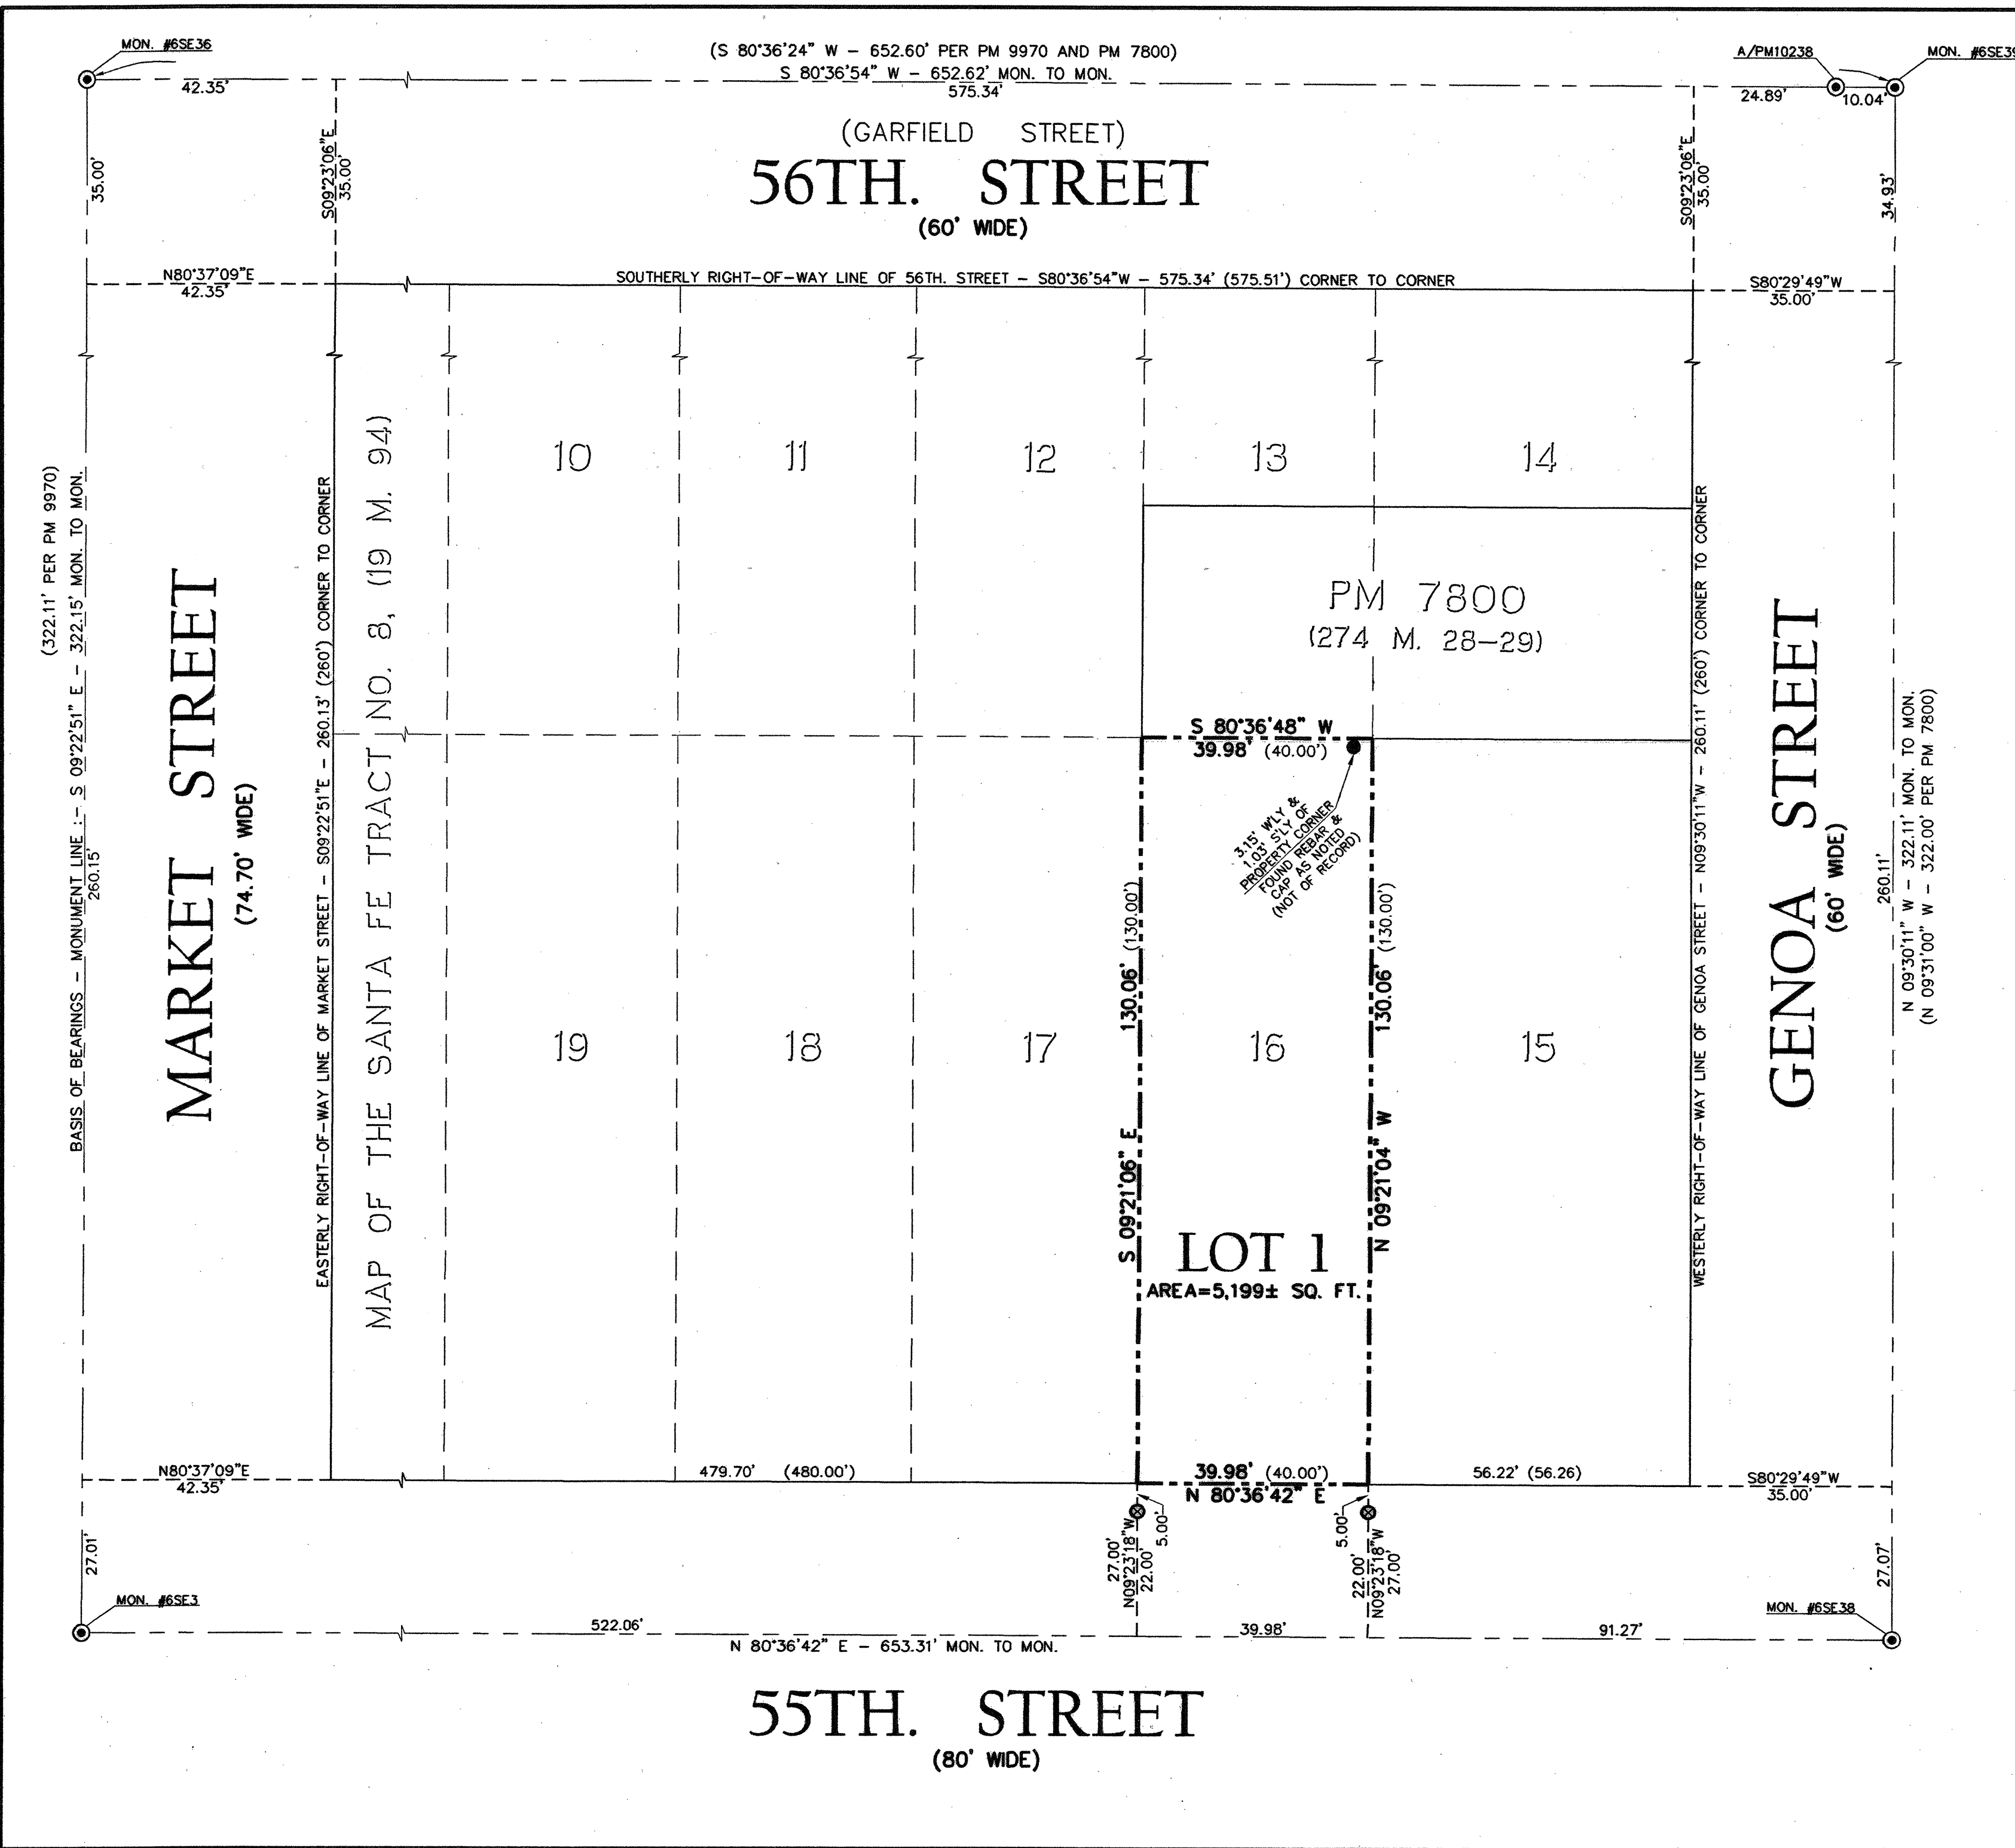 MON. #6SE36
(S 80°36'24" W – 652.60' PER PM 9970 AND PM 7800)
S 80°36'54" W – 652.62' MON. TO MON.
A/PM10238
MON. #6SE39
42.35'
575.34'
24.89'
10.04'
35.00'
S09°23'06"E
35.00'
(GARFIELD STREET)
56TH. STREET
(60' WIDE)
S09°23'06"E
35.00'
34.93'
N80°37'09"E
42.35'
SOUTHERLY RIGHT–OF–WAY LINE OF 56TH. STREET – S80°36'54"W – 575.34' (575.51') CORNER TO CORNER
S80°29'49"W
35.00'
10
11
12
13
14
(322.11' PER PM 9970)
BASIS OF BEARINGS – MONUMENT LINE :– S 09°22'51" E – 322.15' MON. TO MON.
260.15'
MARKET STREET
(74.70' WIDE)
EASTERLY RIGHT–OF–WAY LINE OF MARKET STREET – S09°22'51"E – 260.13' (260') CORNER TO CORNER
MAP OF THE SANTA FE TRACT NO. 8, (19 M. 94)
PM 7800
(274 M. 28–29)
S 80°36'48" W
39.98' (40.00')
3.15' W'LY &
1.03' S'LY OF
PROPERTY CORNER
FOUND REBAR &
CAP AS NOTED
(NOT OF RECORD)
WESTERLY RIGHT–OF–WAY LINE OF GENOA STREET – N09°30'11"W – 260.11' (260') CORNER TO CORNER
GENOA STREET
(60' WIDE)
260.11'
N 09°30'11" W – 322.11' MON. TO MON.
(N 09°31'00" W – 322.00' PER PM 7800)
19
18
17
16
15
S 09°21'06" E
130.06' (130.00')
N 09°21'04" W
130.06' (130.00')
LOT 1
AREA=5,199± SQ. FT.
N80°37'09"E
42.35'
479.70' (480.00')
39.98' (40.00')
N 80°36'42" E
56.22' (56.26)
S80°29'49"W
35.00'
27.01'
27.00'
N09°23'18"W
22.00'
5.00'
5.00'
22.00'
N09°23'18"W
27.00'
27.07'
MON. #6SE3
MON. #6SE38
522.06'
39.98'
91.27'
N 80°36'42" E – 653.31' MON. TO MON.
55TH. STREET
(80' WIDE)